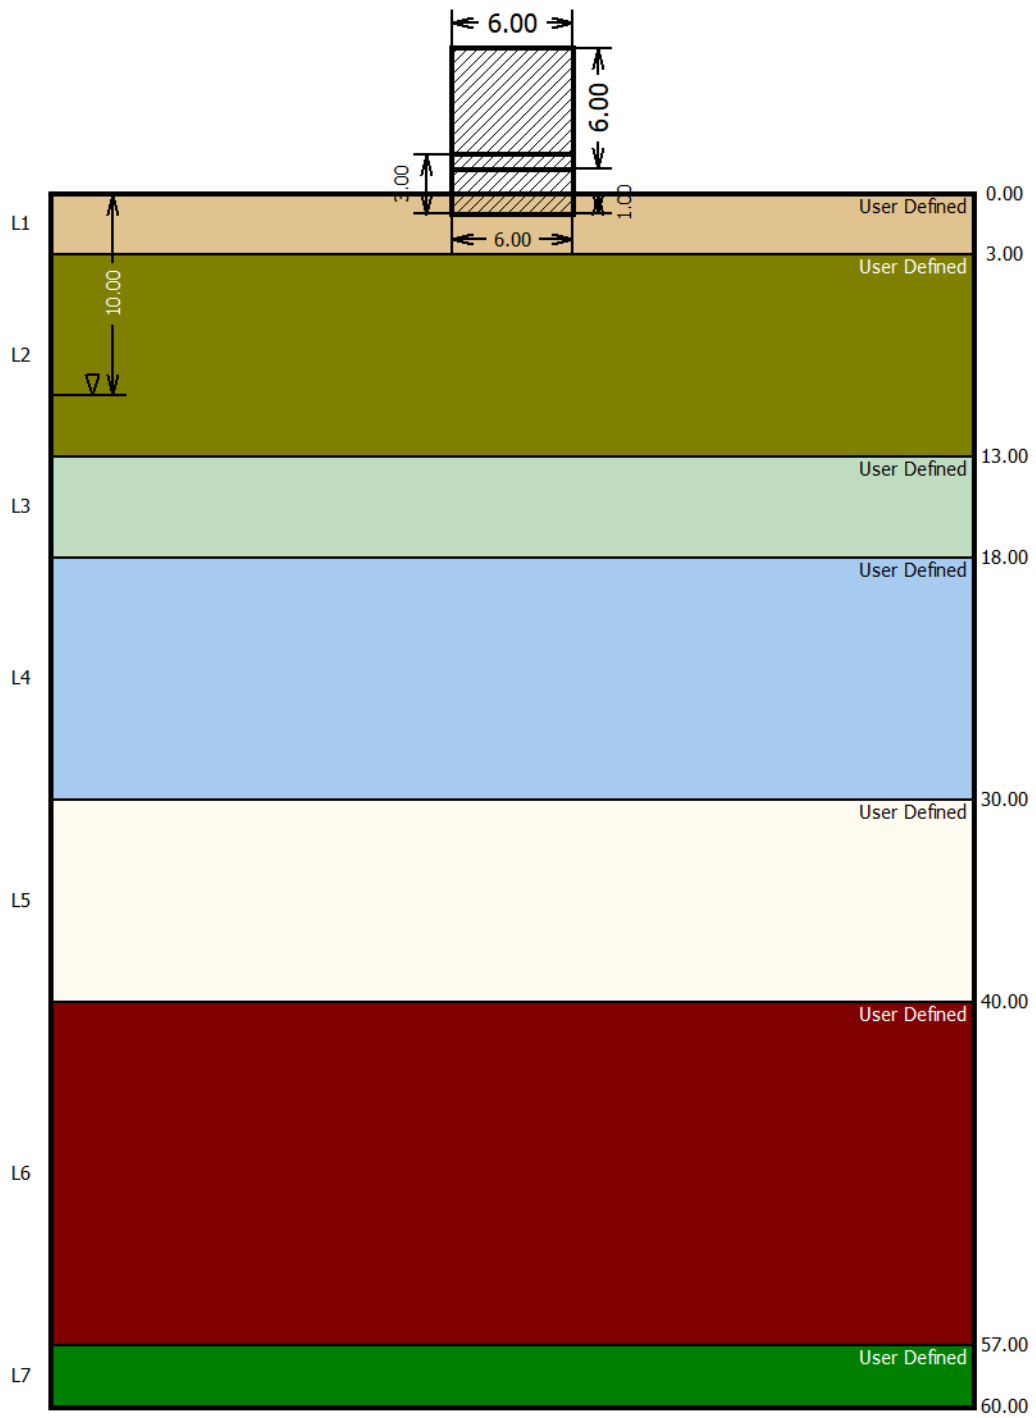 6.00
6.00
3.00
1.00
0.00
User Defined
L1
6.00
3.00
User Defined
10.00
L2
13.00
User Defined
L3
18.00
User Defined
L4
30.00
User Defined
L5
40.00
User Defined
L6
57.00
User Defined
L7
60.00